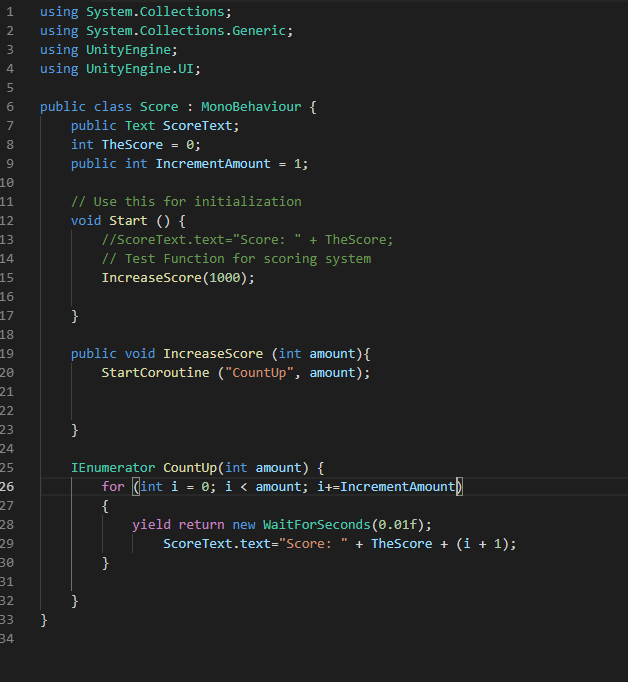 1 using System.Collections;
2 using System.Collections.Generic;
3 using UnityEngine;
4 using UnityEngine.UI;
5
6 public class Score : MonoBehaviour {
7     public Text ScoreText;
8     int TheScore = 0;
9     public int IncrementAmount = 1;
10
11     // Use this for initialization
12     void Start () {
13         //ScoreText.text="Score: " + TheScore;
14         // Test Function for scoring system
15         IncreaseScore(1000);
16
17     }
18
19     public void IncreaseScore (int amount){
20         StartCoroutine ("CountUp", amount);
21
22
23     }
24
25     IEnumerator CountUp(int amount) {
26         for (int i = 0; i < amount; i+=IncrementAmount)
27         {
28             yield return new WaitForSeconds(0.01f);
29                 ScoreText.text="Score: " + TheScore + (i + 1);
30         }
31
32     }
33 }
34